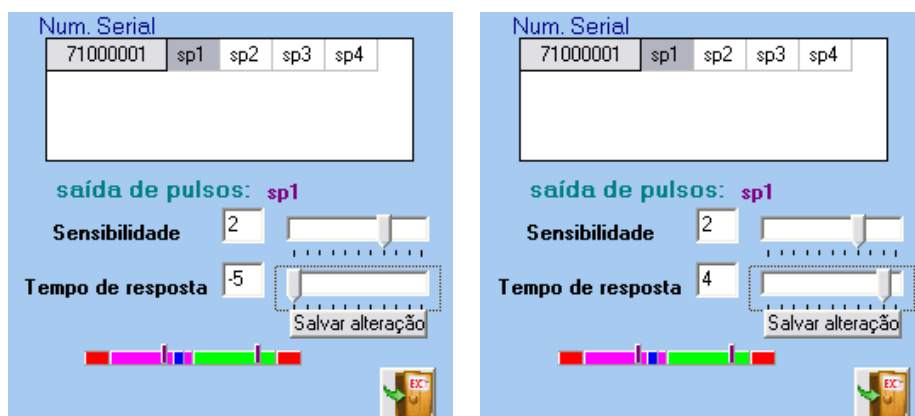 Num. Serial
71000001 sp1 sp2 sp3 sp4
saída de pulsos: sp1
Sensibilidade 2
Tempo de resposta -5
Salvar alteração
EXIT
Num. Serial
71000001 sp1 sp2 sp3 sp4
saída de pulsos: sp1
Sensibilidade 2
Tempo de resposta 4
Salvar alteração
EXIT